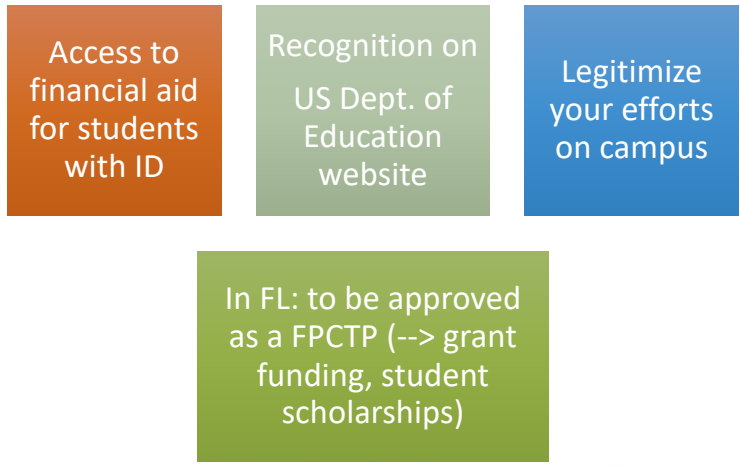 Access to
financial aid
for students
with ID
Recognition on
US Dept. of
Education
website
Legitimize
your efforts
on campus
In FL: to be approved
as a FPCTP (--> grant
funding, student
scholarships)